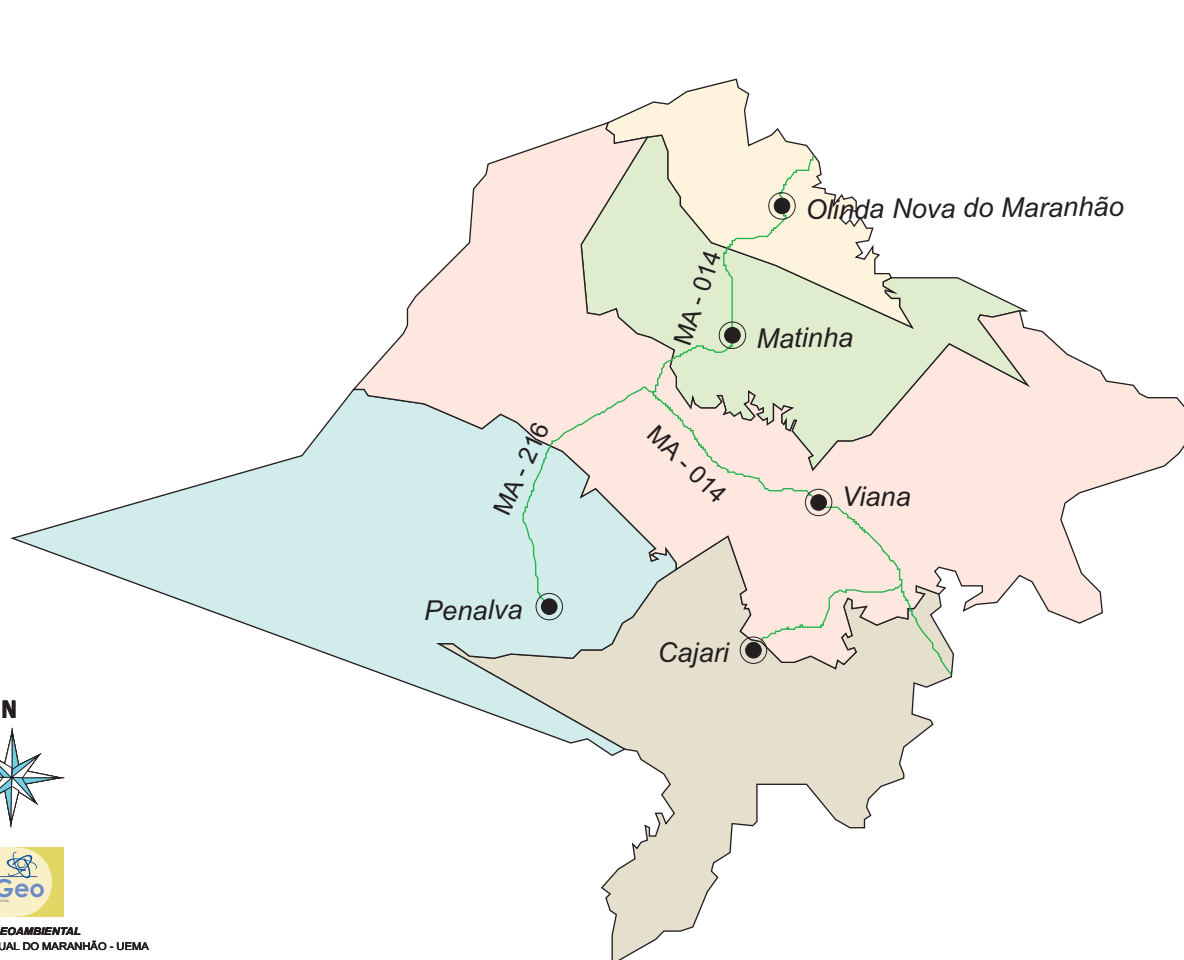 Olinda Nova do Maranhão
MA - 014
Matinha
MA - 216
MA - 014
Viana
Penalva
Cajari
N
Geo
EOAMBIENTAL
UAL DO MARANHÃO - UEMA